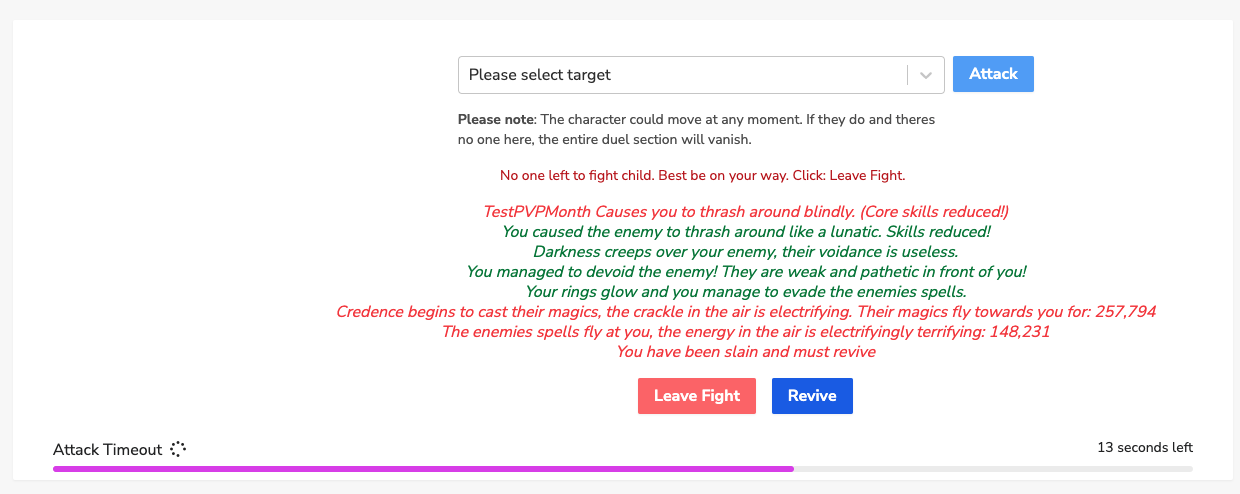 Please select target
Attack
Please note: The character could move at any moment. If they do and theres
no one here, the entire duel section will vanish.
No one left to fight child. Best be on your way. Click: Leave Fight.
TestPVPMonth Causes you to thrash around blindly. (Core skills reduced!)
You caused the enemy to thrash around like a lunatic. Skills reduced!
Darkness creeps over your enemy, their voidance is useless.
You managed to devoid the enemy! They are weak and pathetic in front of you!
Your rings glow and you manage to evade the enemies spells.
Credence begins to cast their magics, the crackle in the air is electrifying. Their magics fly towards you for: 257,794
The enemies spells fly at you, the energy in the air is electrifyingly terrifying: 148,231
You have been slain and must revive
Leave Fight
Revive
Attack Timeout
13 seconds left